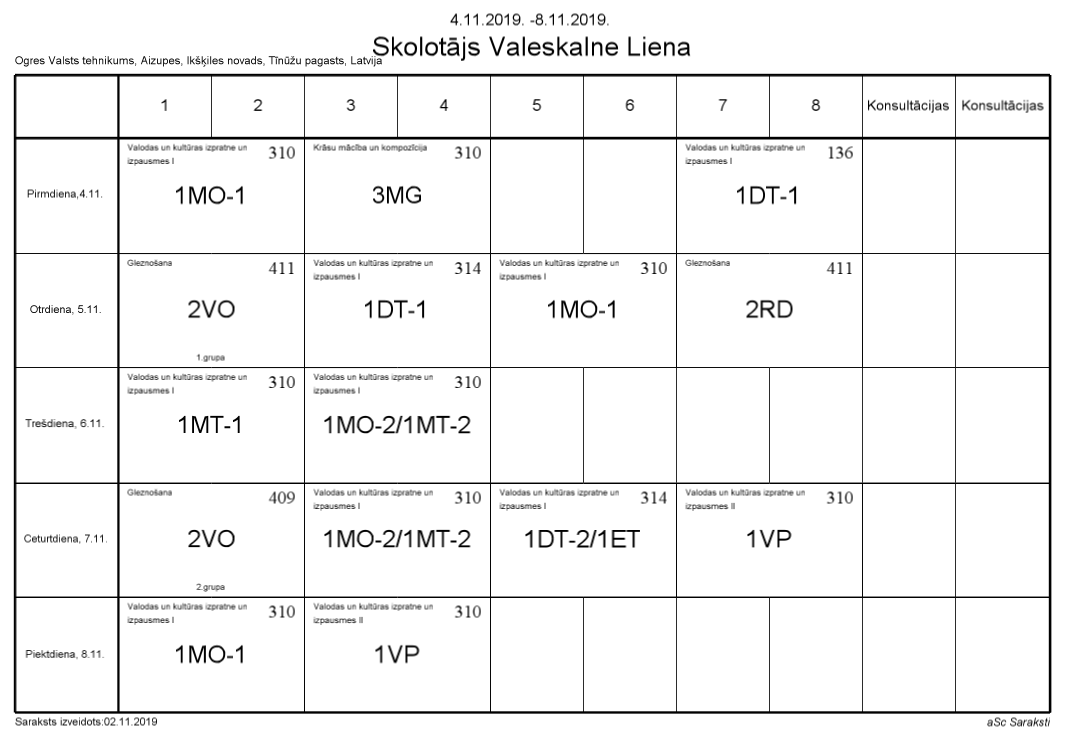 4.11.2019. -8.11.2019.
Skolotājs Valeskalne Liena
Ogres Valsts tehnikums, Aizupes, Ikšķiles novads, Tīnūžu pagasts, Latvija
1 2 3 4 5 6 7 8 Konsultācijas Konsultācijas
Pirmdiena,4.11.
Valodas un kultūras izpratne un
izpausmes I
310
1MO-1
Krāsu mācība un kompozīcija
310
3MG
Valodas un kultūras izpratne un
izpausmes I
136
1DT-1
Otrdiena, 5.11.
Gleznošana
411
2VO
1.grupa
Valodas un kultūras izpratne un
izpausmes I
314
1DT-1
Valodas un kultūras izpratne un
izpausmes I
310
1MO-1
Gleznošana
411
2RD
Trešdiena, 6.11.
Valodas un kultūras izpratne un
izpausmes I
310
1MT-1
Valodas un kultūras izpratne un
izpausmes I
310
1MO-2/1MT-2
Ceturtdiena, 7.11.
Gleznošana
409
2VO
2.grupa
Valodas un kultūras izpratne un
izpausmes I
310
1MO-2/1MT-2
Valodas un kultūras izpratne un
izpausmes I
314
1DT-2/1ET
Valodas un kultūras izpratne un
izpausmes II
310
1VP
Piektdiena, 8.11.
Valodas un kultūras izpratne un
izpausmes I
310
1MO-1
Valodas un kultūras izpratne un
izpausmes II
310
1VP
Saraksts izveidots:02.11.2019
aSc Saraksti